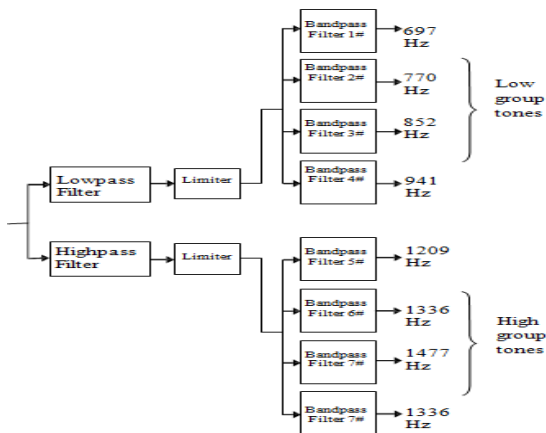 Bandpass
Filter 1#
697
Hz
Bandpass
Filter 2#
770
Hz
Low
group
tones
Bandpass
Filter 3#
852
Hz
Lowpass
Filter
Limiter
Bandpass
Filter 4#
941
Hz
Highpass
Filter
Limiter
Bandpass
Filter 5#
1209
Hz
Bandpass
Filter 6#
1336
Hz
High
group
tones
Bandpass
Filter 7#
1477
Hz
Bandpass
Filter 7#
1336
Hz